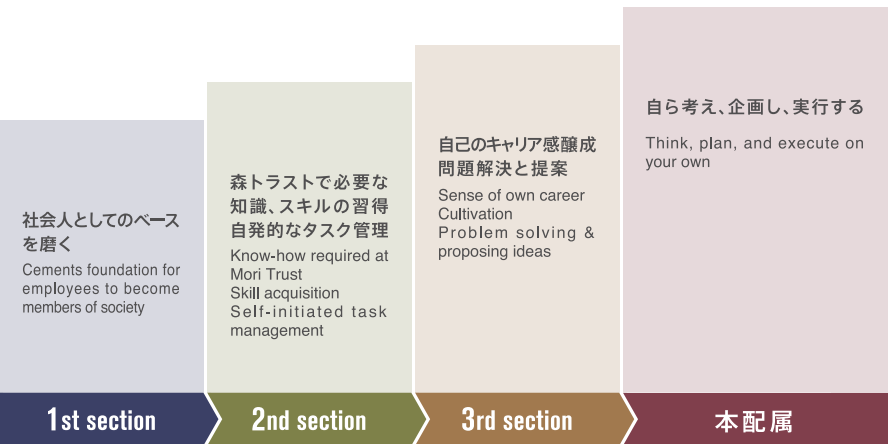 社会人としてのベース
を磨く
Cements foundation for
employees to become
members of society
1st section
森トラストで必要な
知識、スキルの習得
自発的なタスク管理
Know-how required at
Mori Trust
Skill acquisition
Self-initiated task
management
2nd section
自己のキャリア感醸成
問題解決と提案
Sense of own career
Cultivation
Problem solving &
proposing ideas
3rd section
自ら考え、企画し、実行する
Think, plan, and execute on
your own
本配属